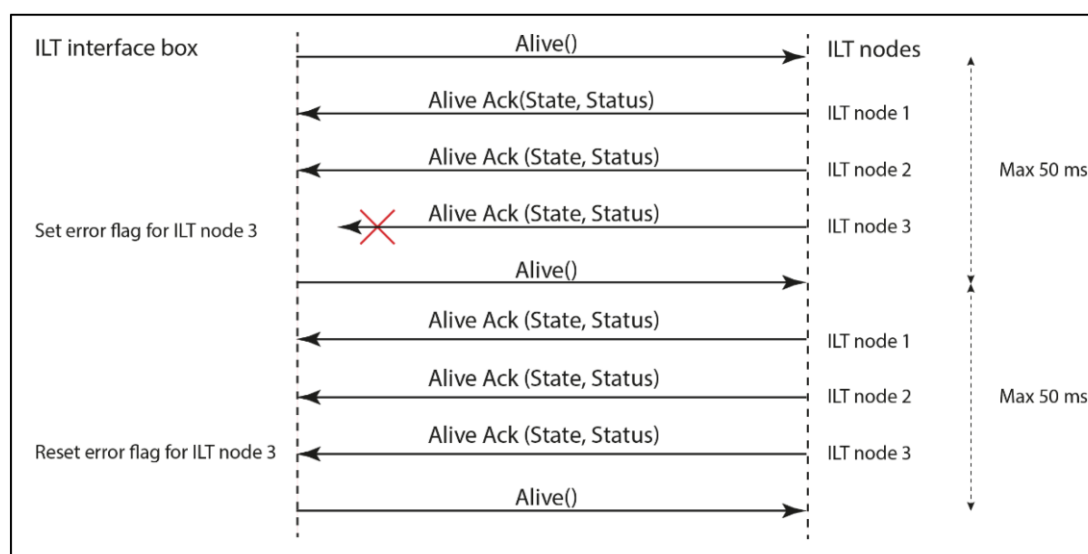 ILT interface box
Alive()
ILT nodes
Alive Ack(State, Status)
ILT node 1
Alive Ack (State, Status)
ILT node 2
Max 50 ms
Alive Ack (State, Status)
ILT node 3
Set error flag for ILT node 3
Alive()
Alive Ack (State, Status)
ILT node 1
Alive Ack (State, Status)
ILT node 2
Max 50 ms
Alive Ack (State, Status)
Reset error flag for ILT node 3
ILT node 3
Alive()